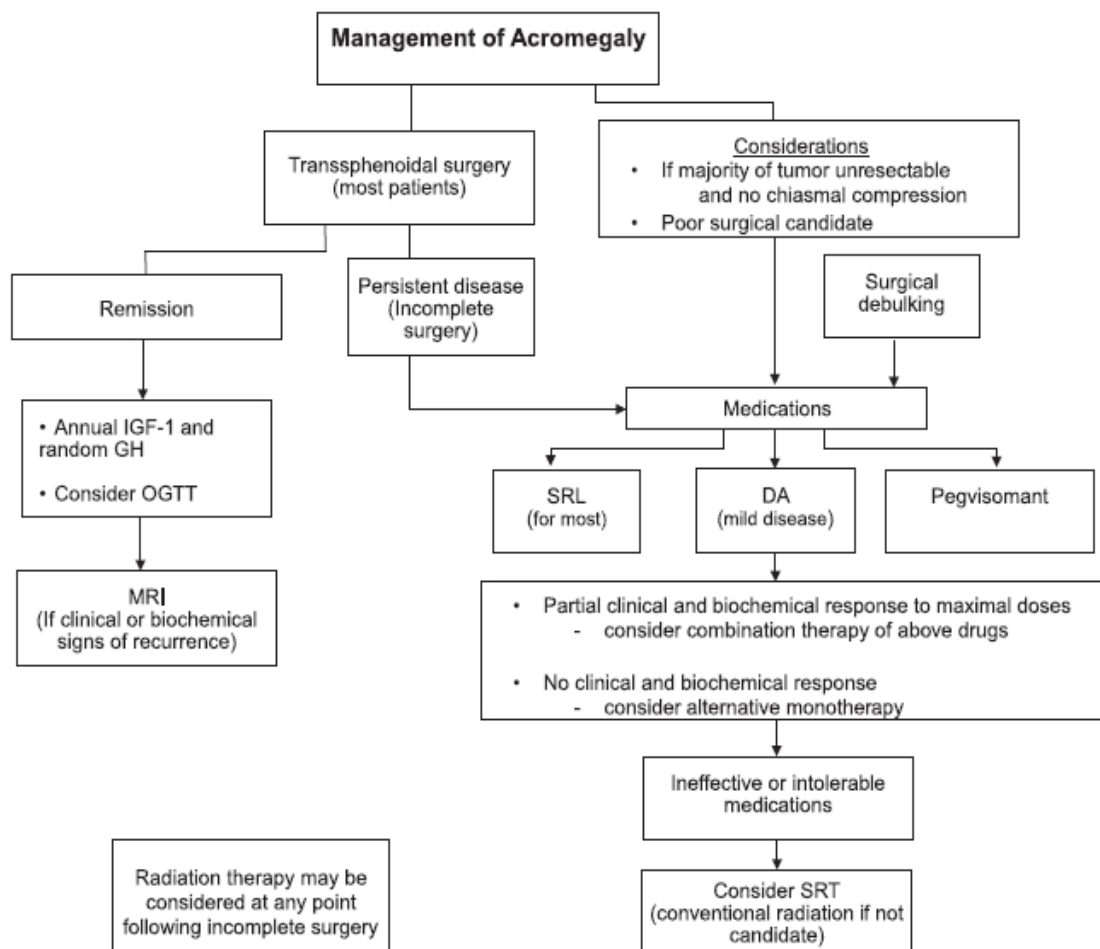 Management of Acromegaly
Transsphenoidal surgery
(most patients)
Considerations
• If majority of tumor unresectable
and no chiasmal compression
• Poor surgical candidate
Remission
Persistent disease
(Incomplete
surgery)
Surgical
debulking
• Annual IGF-1 and
random GH
• Consider OGTT
Medications
SRL
(for most)
DA
(mild disease)
Pegvisomant
MRI
(If clinical or biochemical
signs of recurrence)
• Partial clinical and biochemical response to maximal doses
- consider combination therapy of above drugs
• No clinical and biochemical response
- consider alternative monotherapy
Ineffective or intolerable
medications
Radiation therapy may be
considered at any point
following incomplete surgery
Consider SRT
(conventional radiation if not
candidate)